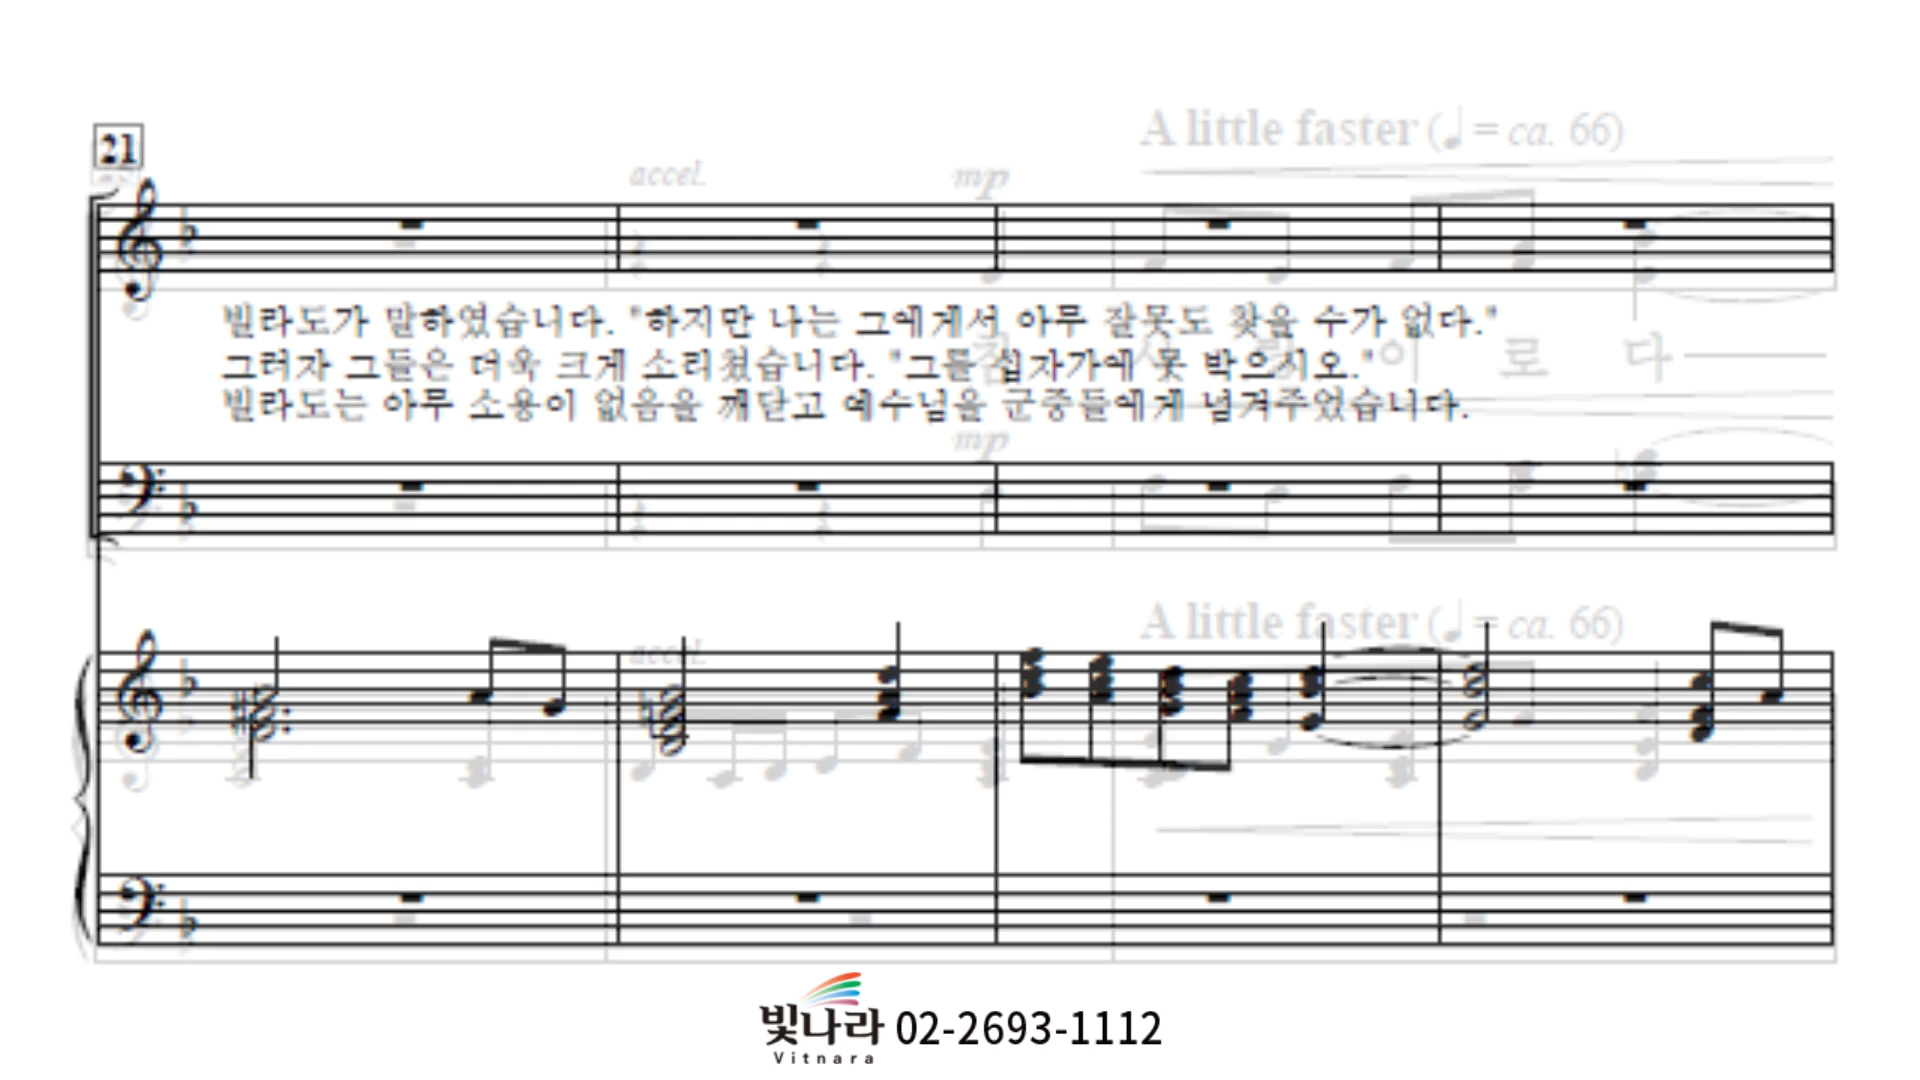 A little faster (♩ = ca. 66)
21
accel.
mp
빌라도가 말하였습니다. "하지만 나는 그에게서 아무 잘못도 찾을 수가 없다."
그러자 그들은 더욱 크게 소리쳤습니다. "그를 십자가에 못 박으시오."
이 로 다
빌라도는 아무 소용이 없음을 깨닫고 예수님을 군중들에게 넘겨주었습니다.
mp
A little faster (♩ = ca. 66)
accel.
빛나라 02-2693-1112
Vitnara